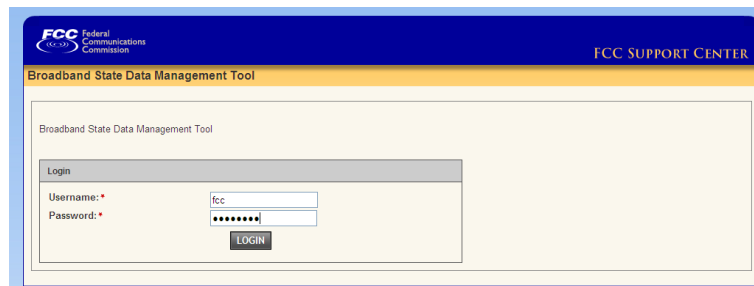 FCC Federal
Communications
Commission
FCC SUPPORT CENTER
Broadband State Data Management Tool
Broadband State Data Management Tool
Login
Username:* fcc
Password:* ●●●●●●●●
LOGIN